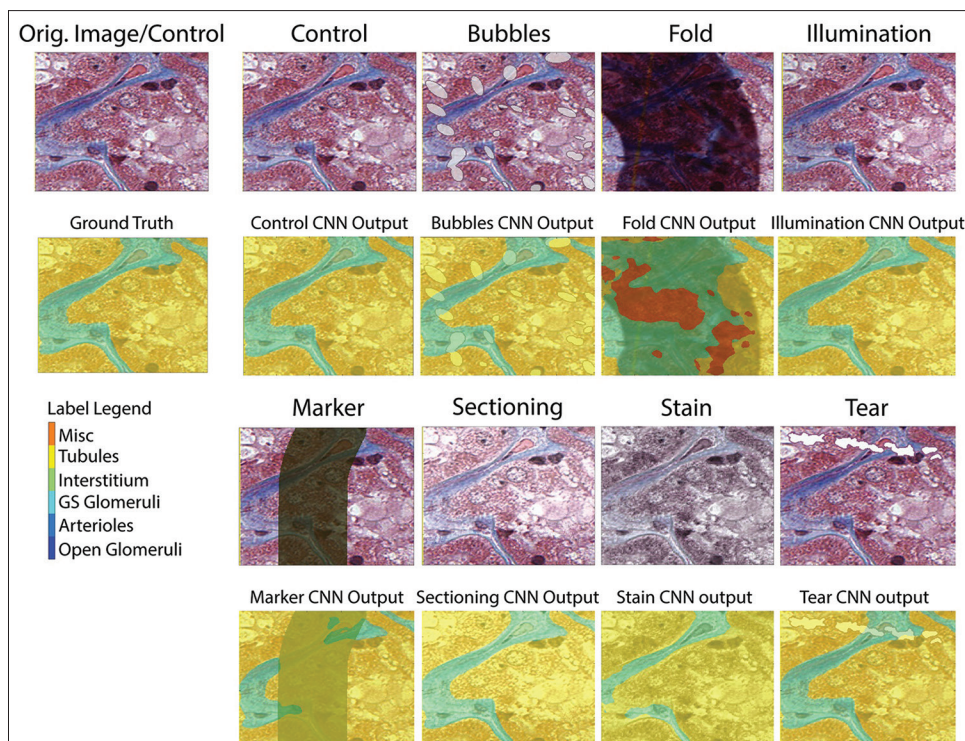 Orig. Image/Control
Control
Bubbles
Fold
Illumination
Ground Truth
Control CNN Output
Bubbles CNN Output
Fold CNN Output
Illumination CNN Output
Label Legend
Misc
Tubules
Interstitium
GS Glomeruli
Arterioles
Open Glomeruli
Marker
Sectioning
Stain
Tear
Marker CNN Output
Sectioning CNN Output
Stain CNN output
Tear CNN output